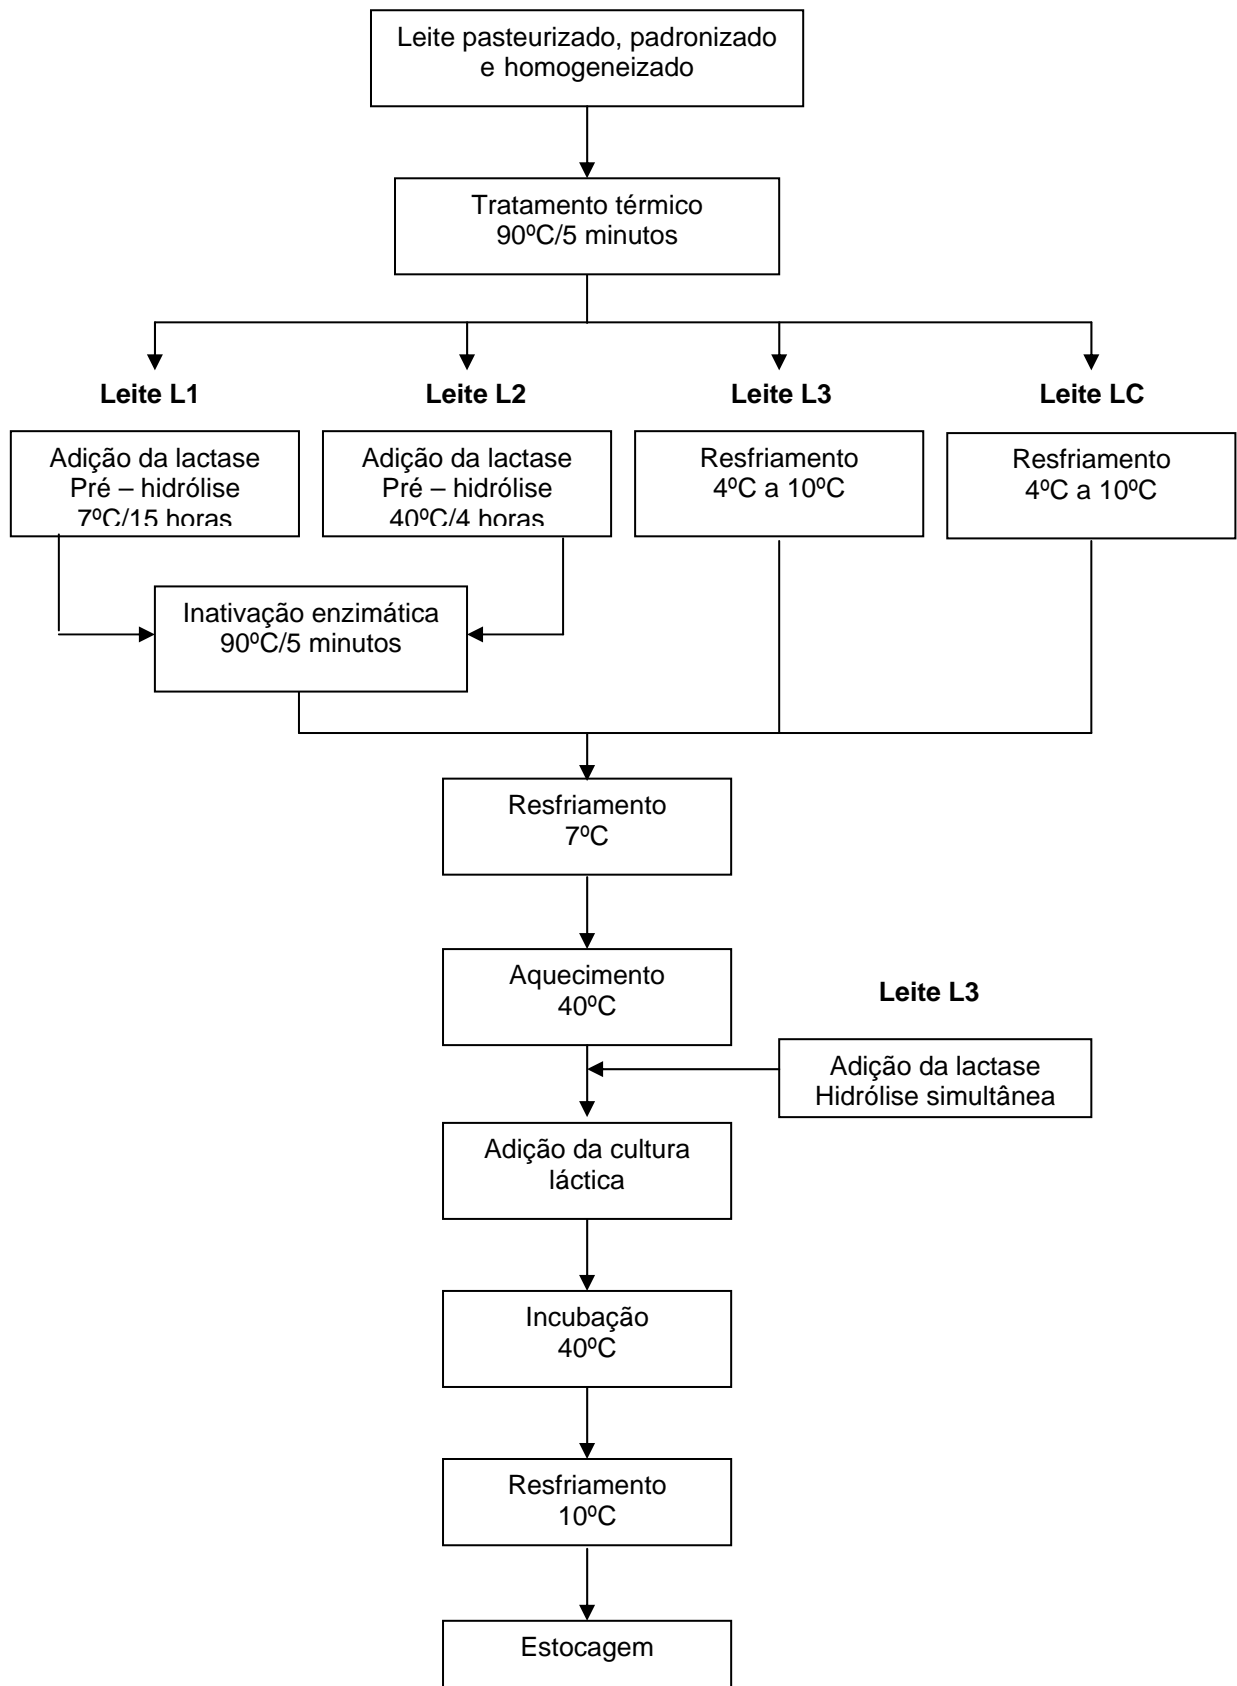 Leite pasteurizado, padronizado
e homogeneizado
Tratamento térmico
90ºC/5 minutos
Leite L1
Leite L2
Leite L3
Leite LC
Adição da lactase
Pré – hidrólise
7ºC/15 horas
Adição da lactase
Pré – hidrólise
40ºC/4 horas
Resfriamento
4ºC a 10ºC
Resfriamento
4ºC a 10ºC
Inativação enzimática
90ºC/5 minutos
Resfriamento
7ºC
Aquecimento
40ºC
Leite L3
Adição da lactase
Hidrólise simultânea
Adição da cultura
láctica
Incubação
40ºC
Resfriamento
10ºC
Estocagem